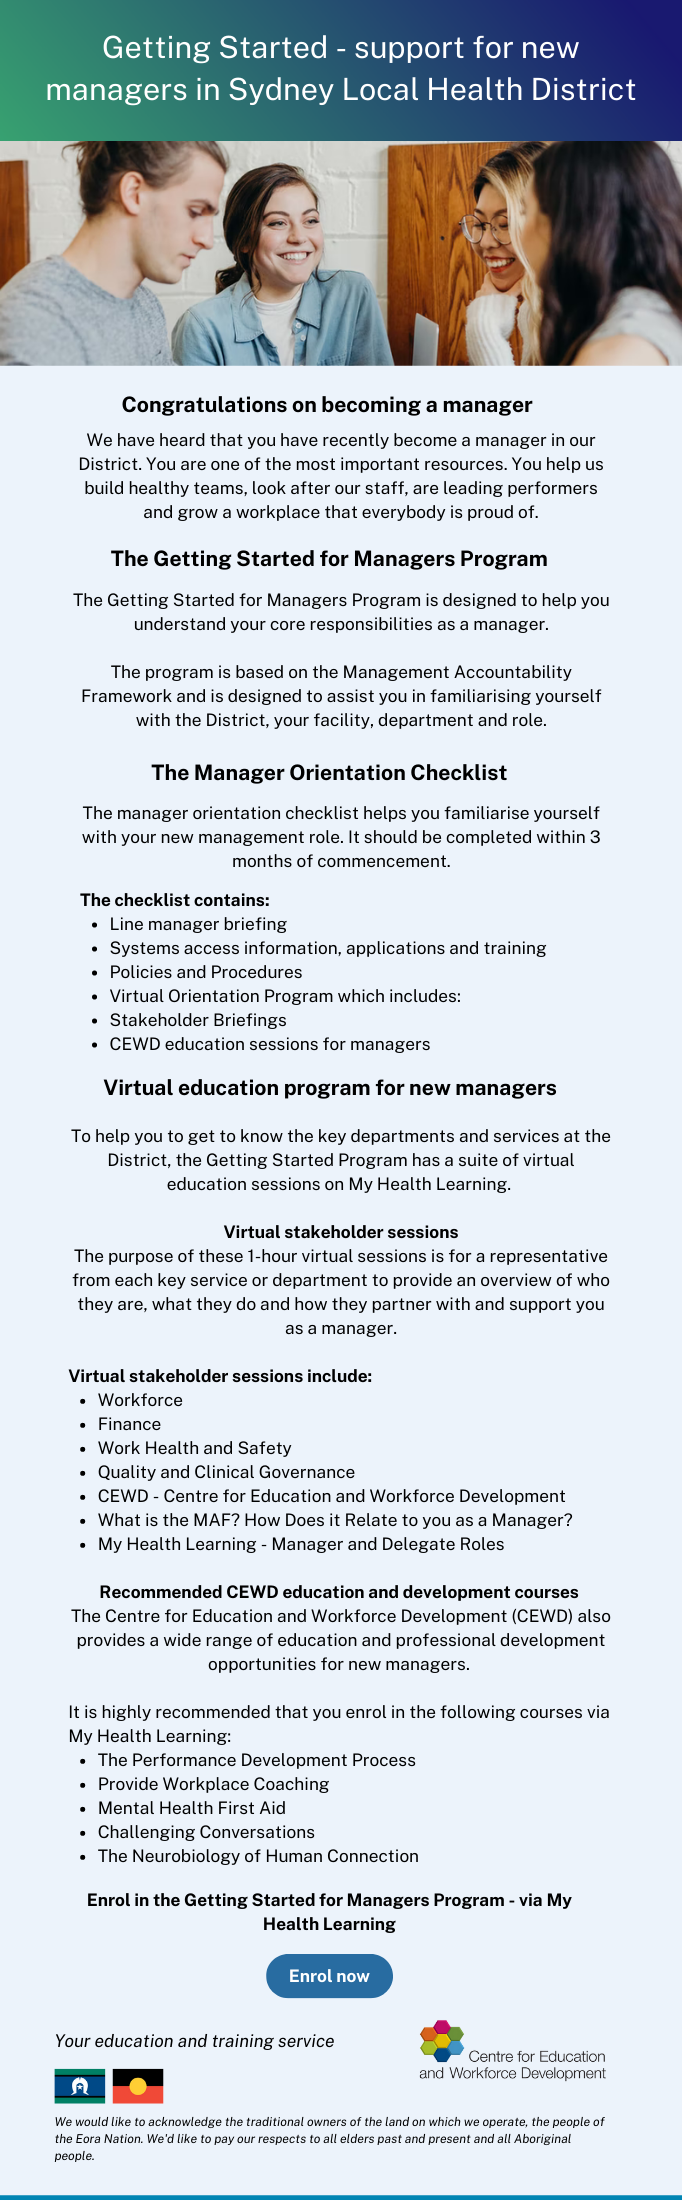 Getting Started - support for new
managers in Sydney Local Health District
Congratulations on becoming a manager
We have heard that you have recently become a manager in our
District. You are one of the most important resources. You help us
build healthy teams, look after our staff, are leading performers
and grow a workplace that everybody is proud of.
The Getting Started for Managers Program
The Getting Started for Managers Program is designed to help you
understand your core responsibilities as a manager.
The program is based on the Management Accountability
Framework and is designed to assist you in familiarising yourself
with the District, your facility, department and role.
The Manager Orientation Checklist
The manager orientation checklist helps you familiarise yourself
with your new management role. It should be completed within 3
months of commencement.
The checklist contains:
• Line manager briefing
• Systems access information, applications and training
• Policies and Procedures
• Virtual Orientation Program which includes:
• Stakeholder Briefings
• CEWD education sessions for managers
Virtual education program for new managers
To help you to get to know the key departments and services at the
District, the Getting Started Program has a suite of virtual
education sessions on My Health Learning.
Virtual stakeholder sessions
The purpose of these 1-hour virtual sessions is for a representative
from each key service or department to provide an overview of who
they are, what they do and how they partner with and support you
as a manager.
Virtual stakeholder sessions include:
• Workforce
• Finance
• Work Health and Safety
• Quality and Clinical Governance
• CEWD - Centre for Education and Workforce Development
• What is the MAF? How Does it Relate to you as a Manager?
• My Health Learning - Manager and Delegate Roles
Recommended CEWD education and development courses
The Centre for Education and Workforce Development (CEWD) also
provides a wide range of education and professional development
opportunities for new managers.
It is highly recommended that you enrol in the following courses via
My Health Learning:
• The Performance Development Process
• Provide Workplace Coaching
• Mental Health First Aid
• Challenging Conversations
• The Neurobiology of Human Connection
Enrol in the Getting Started for Managers Program - via My
Health Learning
Enrol now
Your education and training service
Centre for Education
and Workforce Development
We would like to acknowledge the traditional owners of the land on which we operate, the people of
the Eora Nation. We'd like to pay our respects to all elders past and present and all Aboriginal
people.